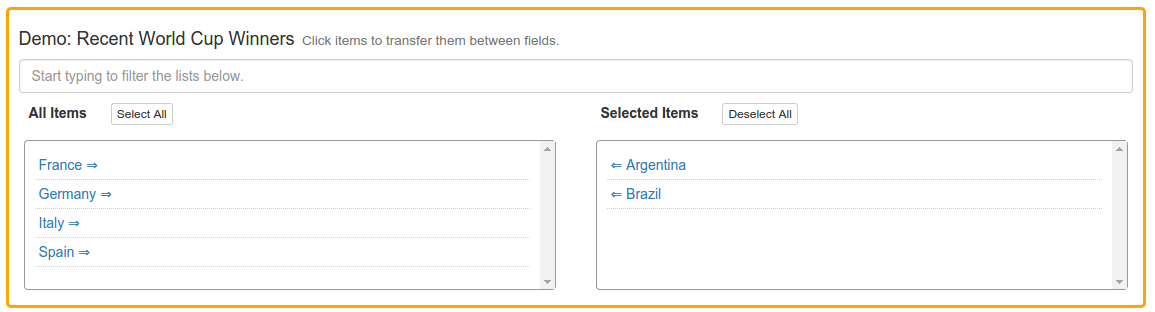 Demo: Recent World Cup Winners Click items to transfer them between fields.
Start typing to filter the lists below.
All Items Select All
France ⇒
Germany ⇒
Italy ⇒
Spain ⇒
Selected Items Deselect All
⇐ Argentina
⇐ Brazil